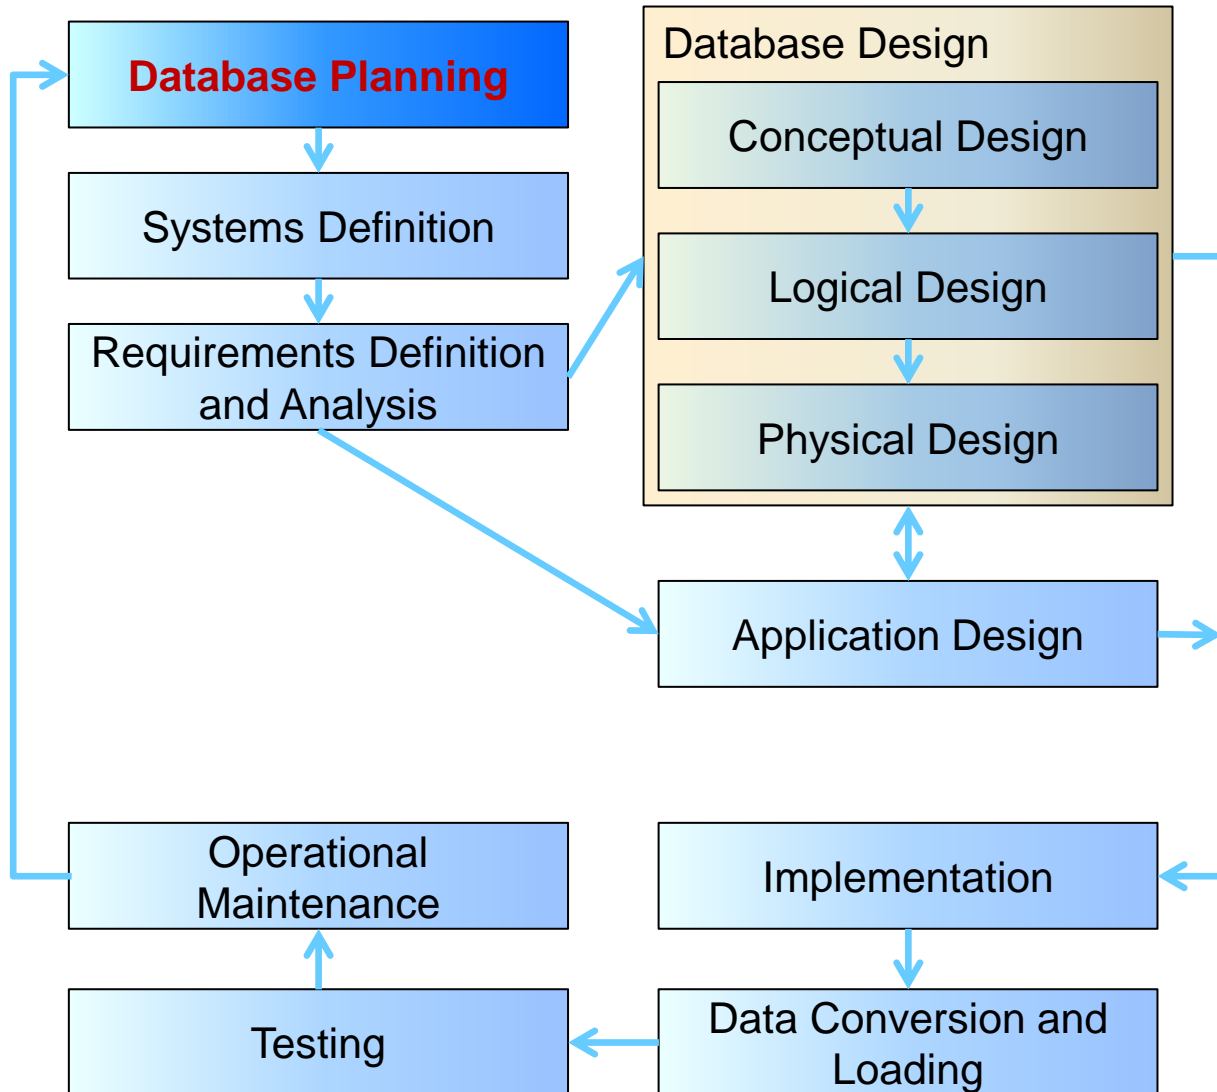 Database Planning
Systems Definition
Requirements Definition
and Analysis
Database Design
Conceptual Design
Logical Design
Physical Design
Application Design
Operational
Maintenance
Implementation
Testing
Data Conversion and
Loading